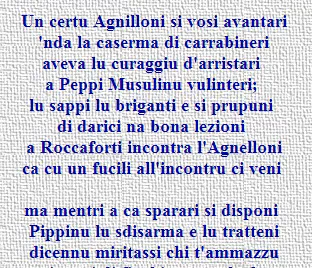 Un certu Agnilloni si vosi avantari
'nda la caserma di carrabineri
aveva lu curaggiu d'arristari
a Peppi Musulinu vulinteri;
lu sappi lu briganti e si prupuni
di darici na bona lezioni
a Roccaforti incontra l'Agnelloni
ca cu un fucili all'incontru ci veni
ma mentri a ca sparari si disponi
Pippinu lu sdisarma e lu tratteni
dicennu miritassi chi t'ammazzu